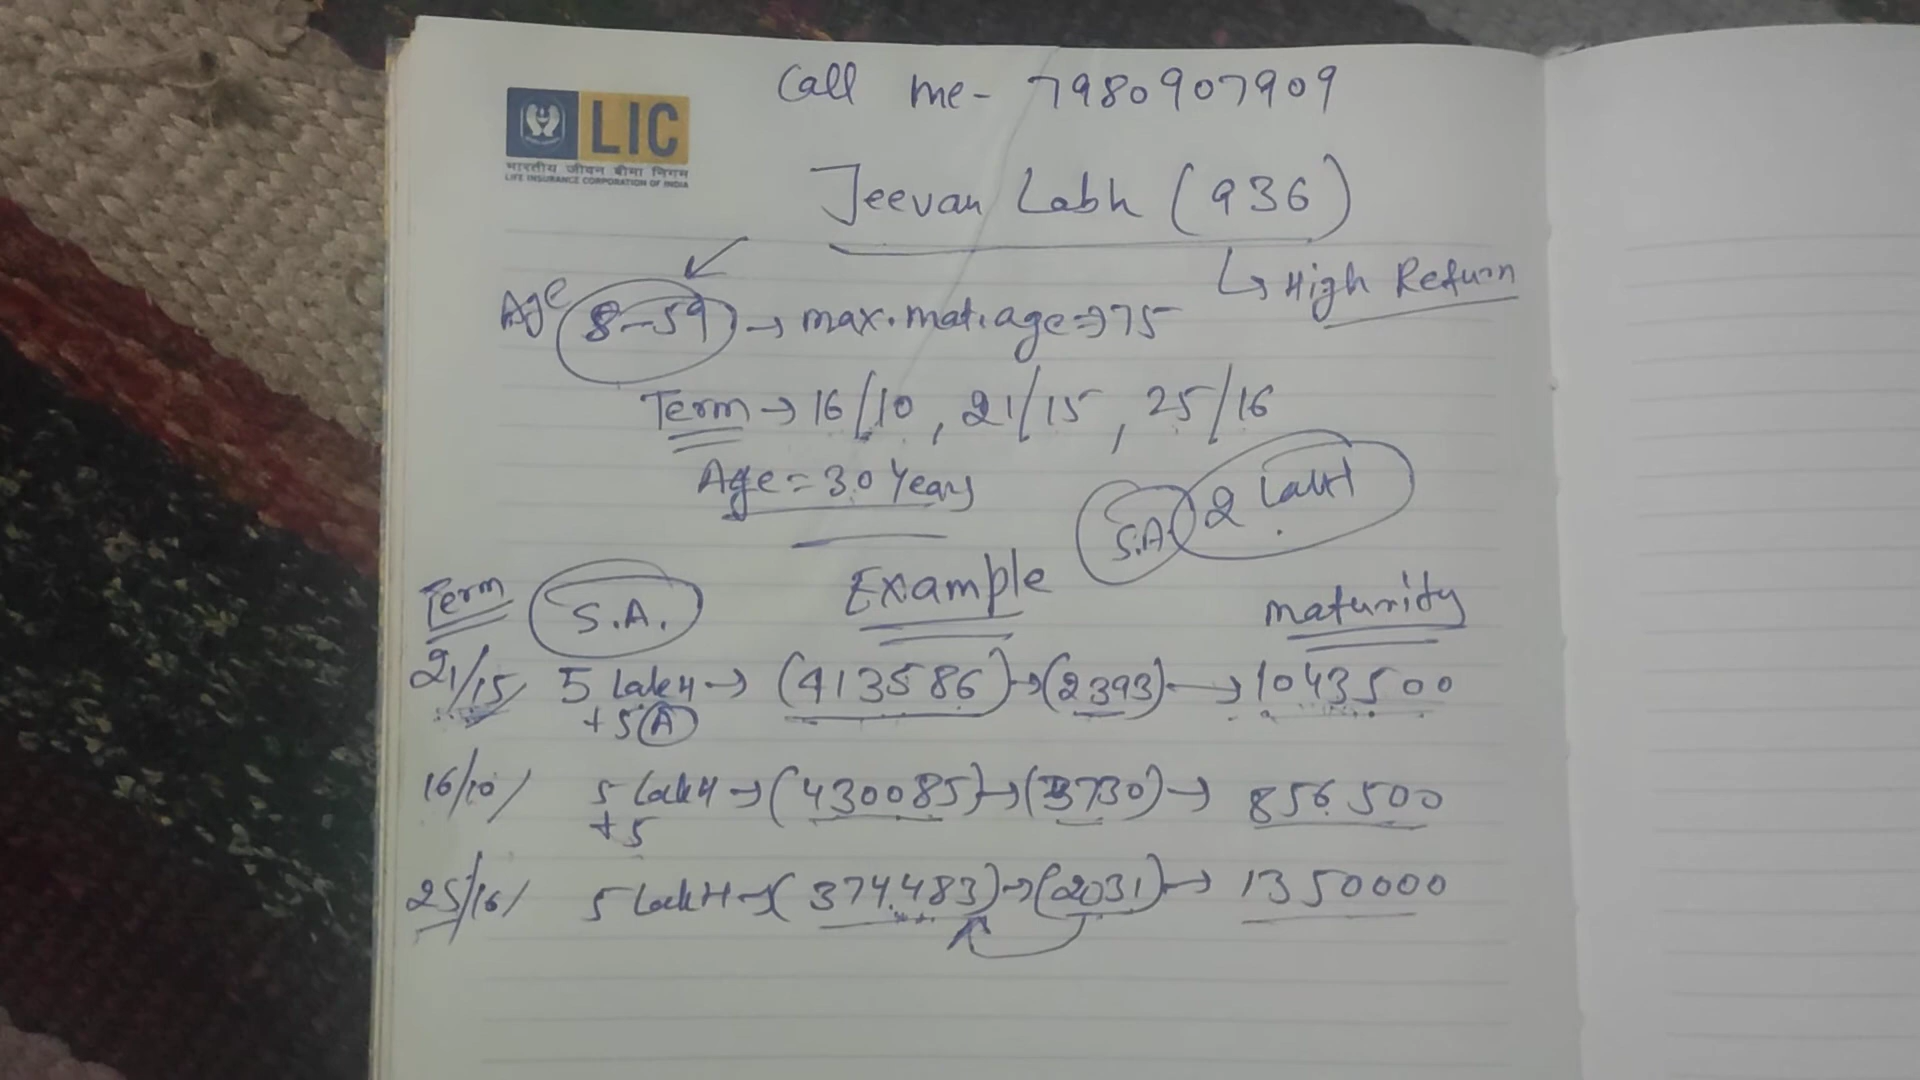 Call me - 7980907909
LIC
भारतीय जीवन बीमा निगम
LIFE INSURANCE CORPORATION OF INDIA
Jeevan Labh (936)
↳ High Return
Age 8-59 → max. mat. age ⇒ 75
Term → 16/10, 21/15, 25/16
Age = 30 Years
S.A. 2 Lakh
Example
Term S.A. maturity
21/15 5 Lakh → (413586) → (2393) → 1043500
+5 A
16/10/ 5 Lakh → (430085) → (3730) → 856500
+5
25/16/ 5 Lakh → (374483) → (2031) → 1350000